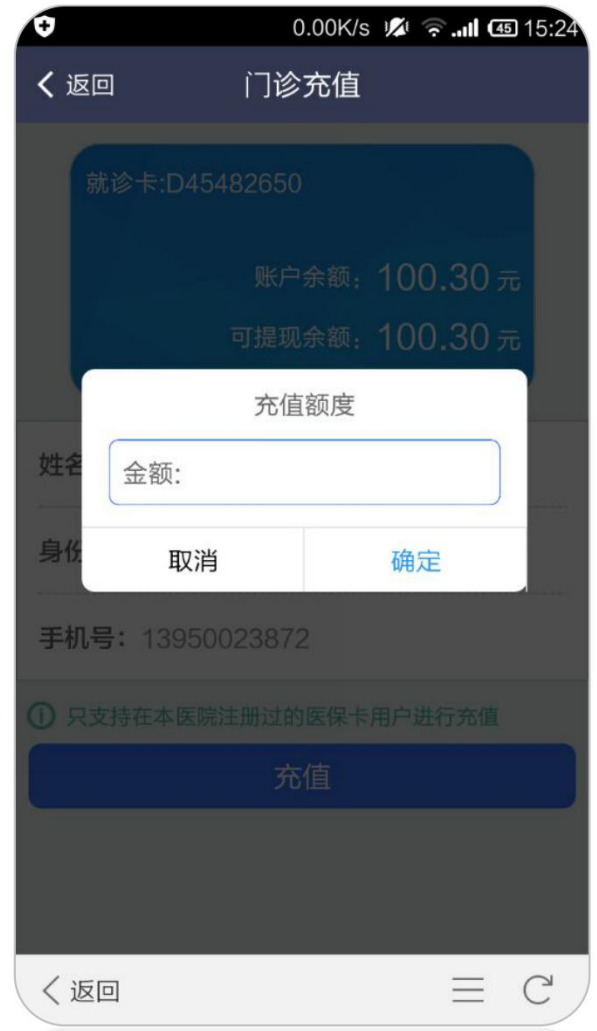 0.00K/s 45 15:24
返回 门诊充值
就诊卡:D45482650
账户余额：100.30元
可提现余额：100.30元
充值额度
姓名
金额:
身份
取消 确定
手机号：13950023872
只支持在本医院注册过的医保卡用户进行充值
充值
返回